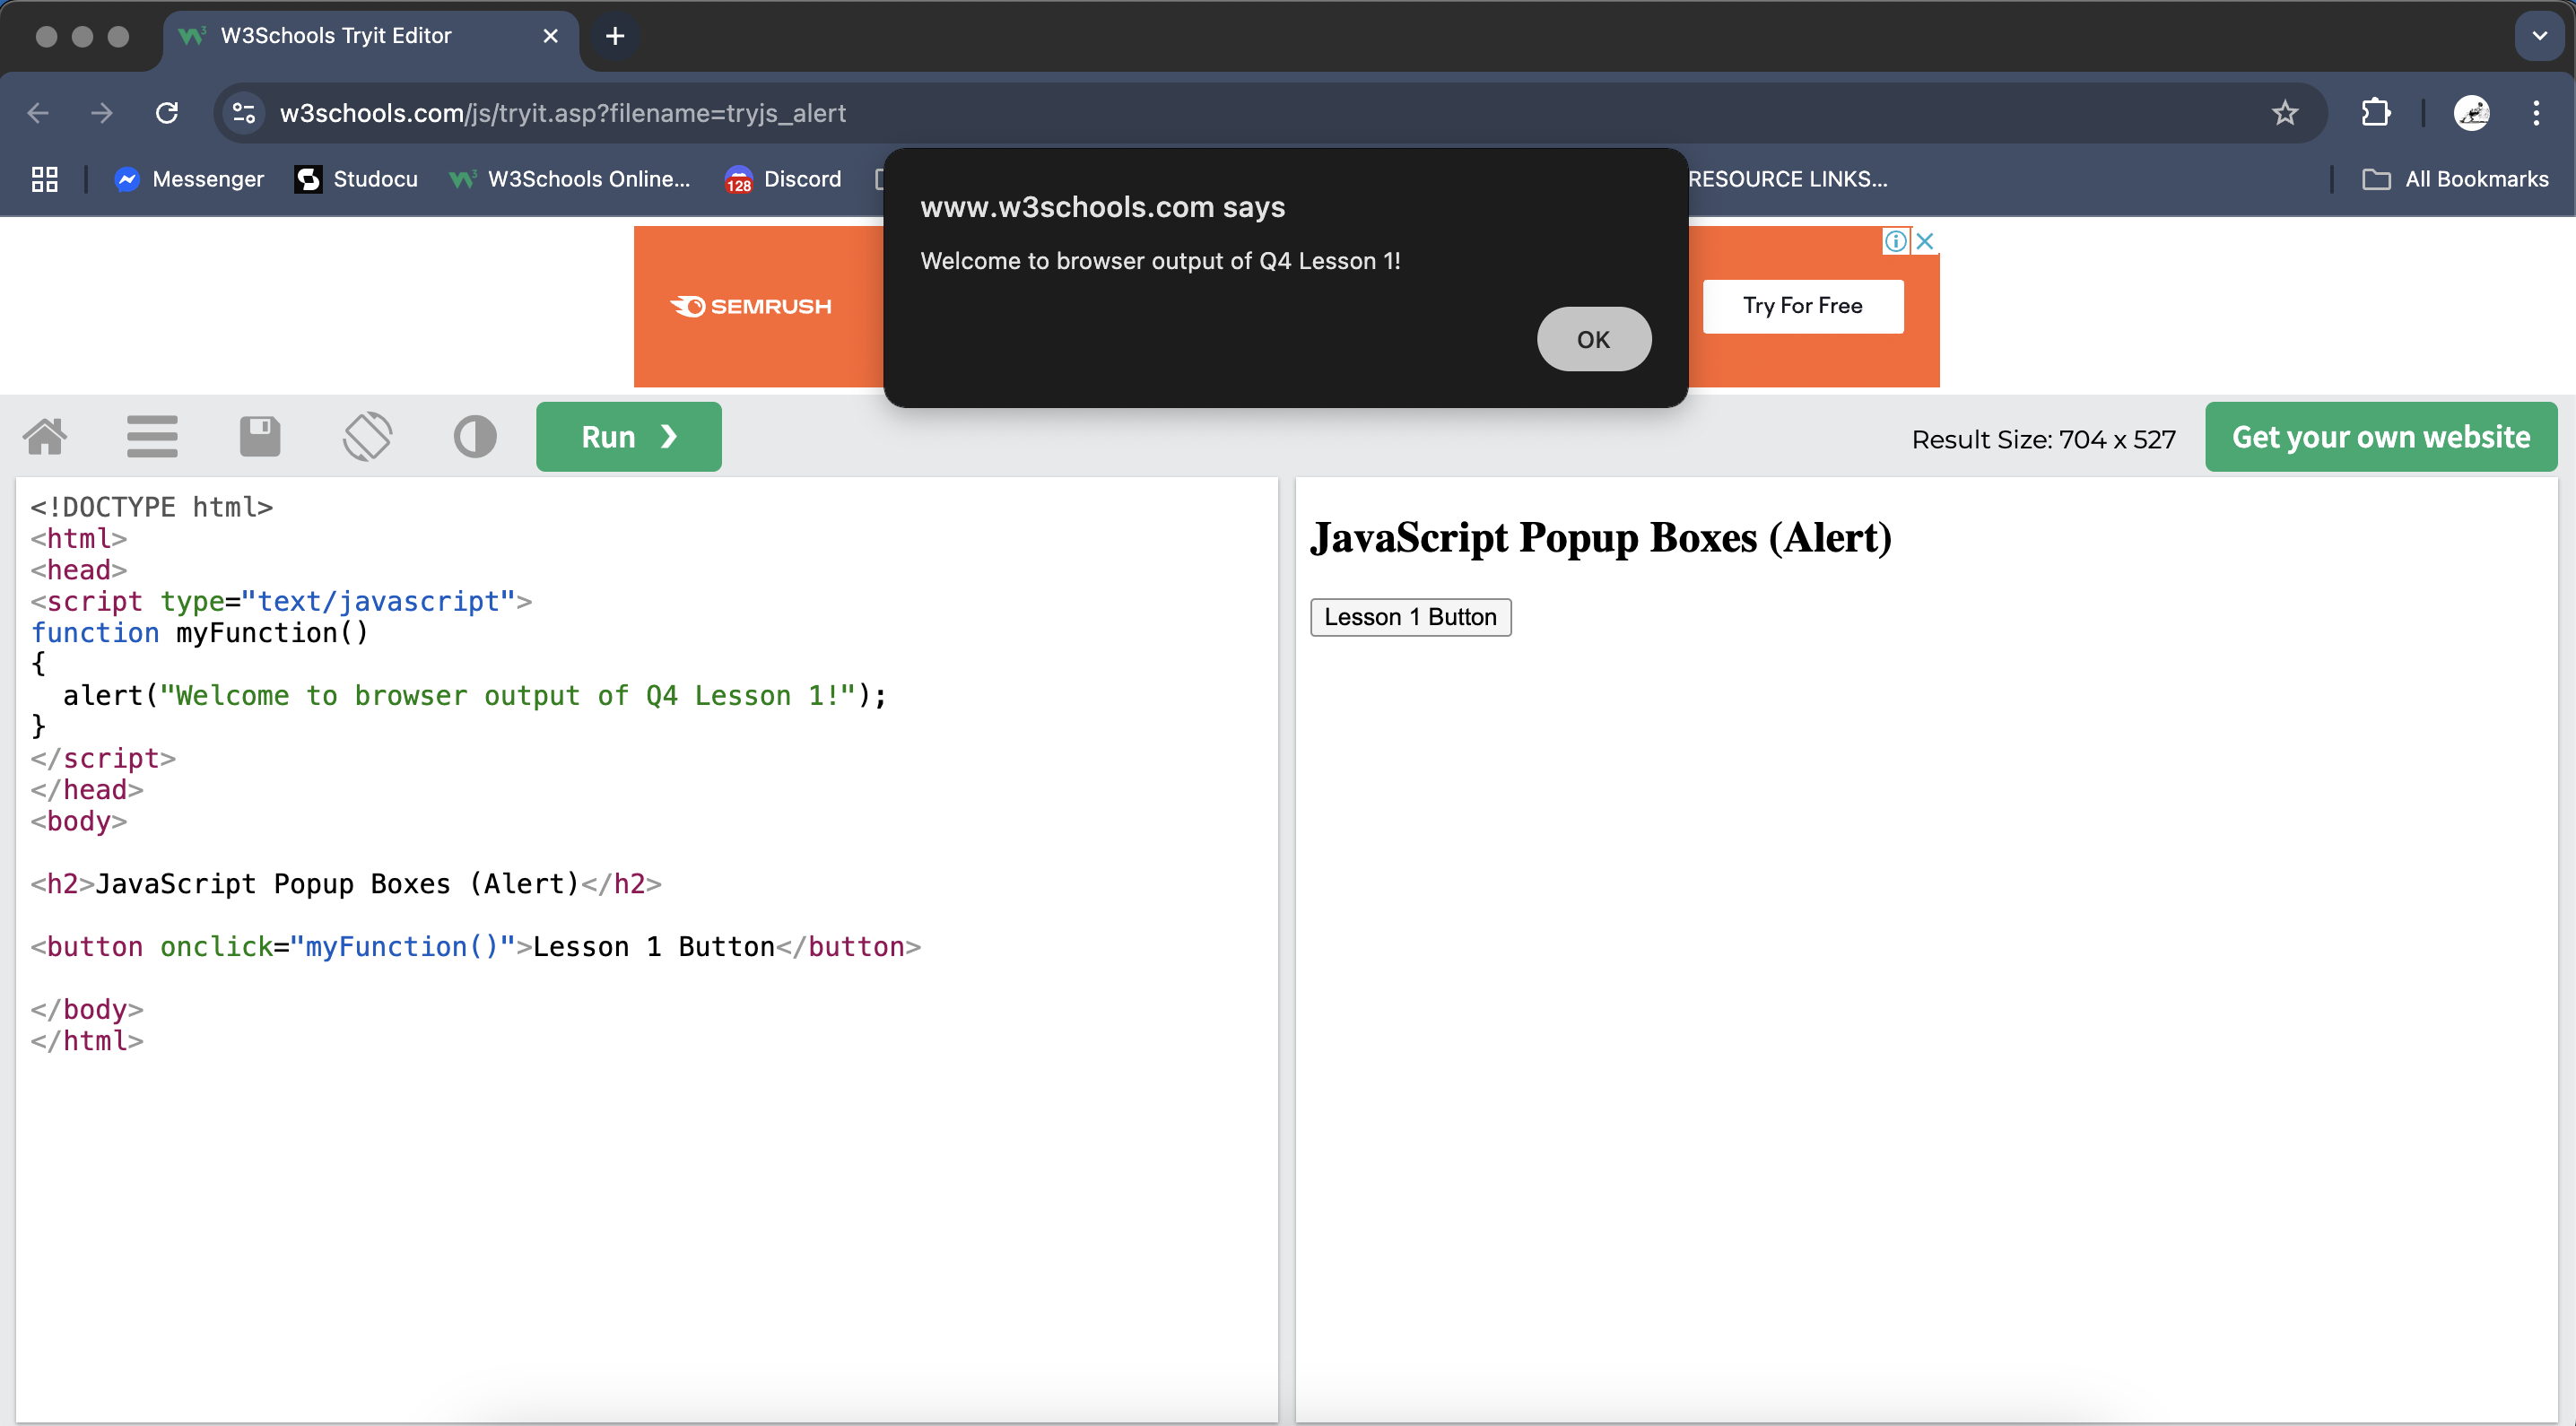 W3Schools Tryit Editor
w3schools.com/js/tryit.asp?filename=tryjs_alert
Messenger
Studocu
W3Schools Online...
128
Discord
RESOURCE LINKS...
All Bookmarks
www.w3schools.com says
Welcome to browser output of Q4 Lesson 1!
OK
SEMRUSH
Try For Free
Run ❯
Result Size: 704 x 527
Get your own website
<!DOCTYPE html>
<html>
<head>
<script type="text/javascript">
function myFunction()
{
  alert("Welcome to browser output of Q4 Lesson 1!");
}
</script>
</head>
<body>
<h2>JavaScript Popup Boxes (Alert)</h2>
<button onclick="myFunction()">Lesson 1 Button</button>
</body>
</html>
JavaScript Popup Boxes (Alert)
Lesson 1 Button